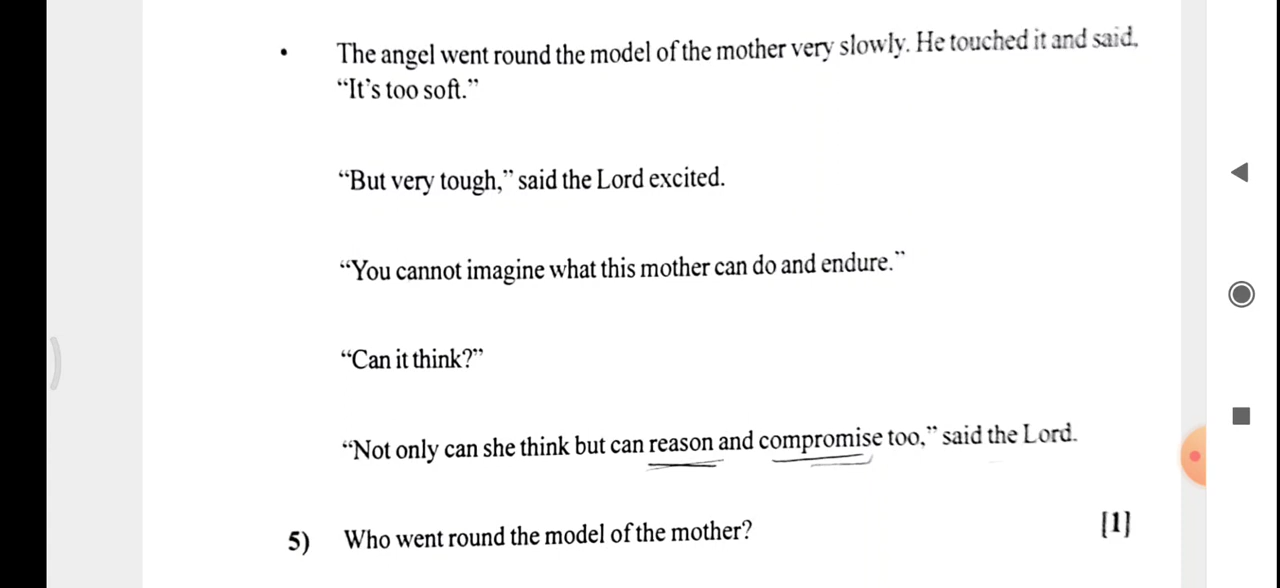 • The angel went round the model of the mother very slowly. He touched it and said,
“It’s too soft.”
“But very tough,” said the Lord excited.
“You cannot imagine what this mother can do and endure.”
“Can it think?”
“Not only can she think but can reason and compromise too,” said the Lord.
5) Who went round the model of the mother? [1]